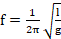 f = 1/2π √(l/g)